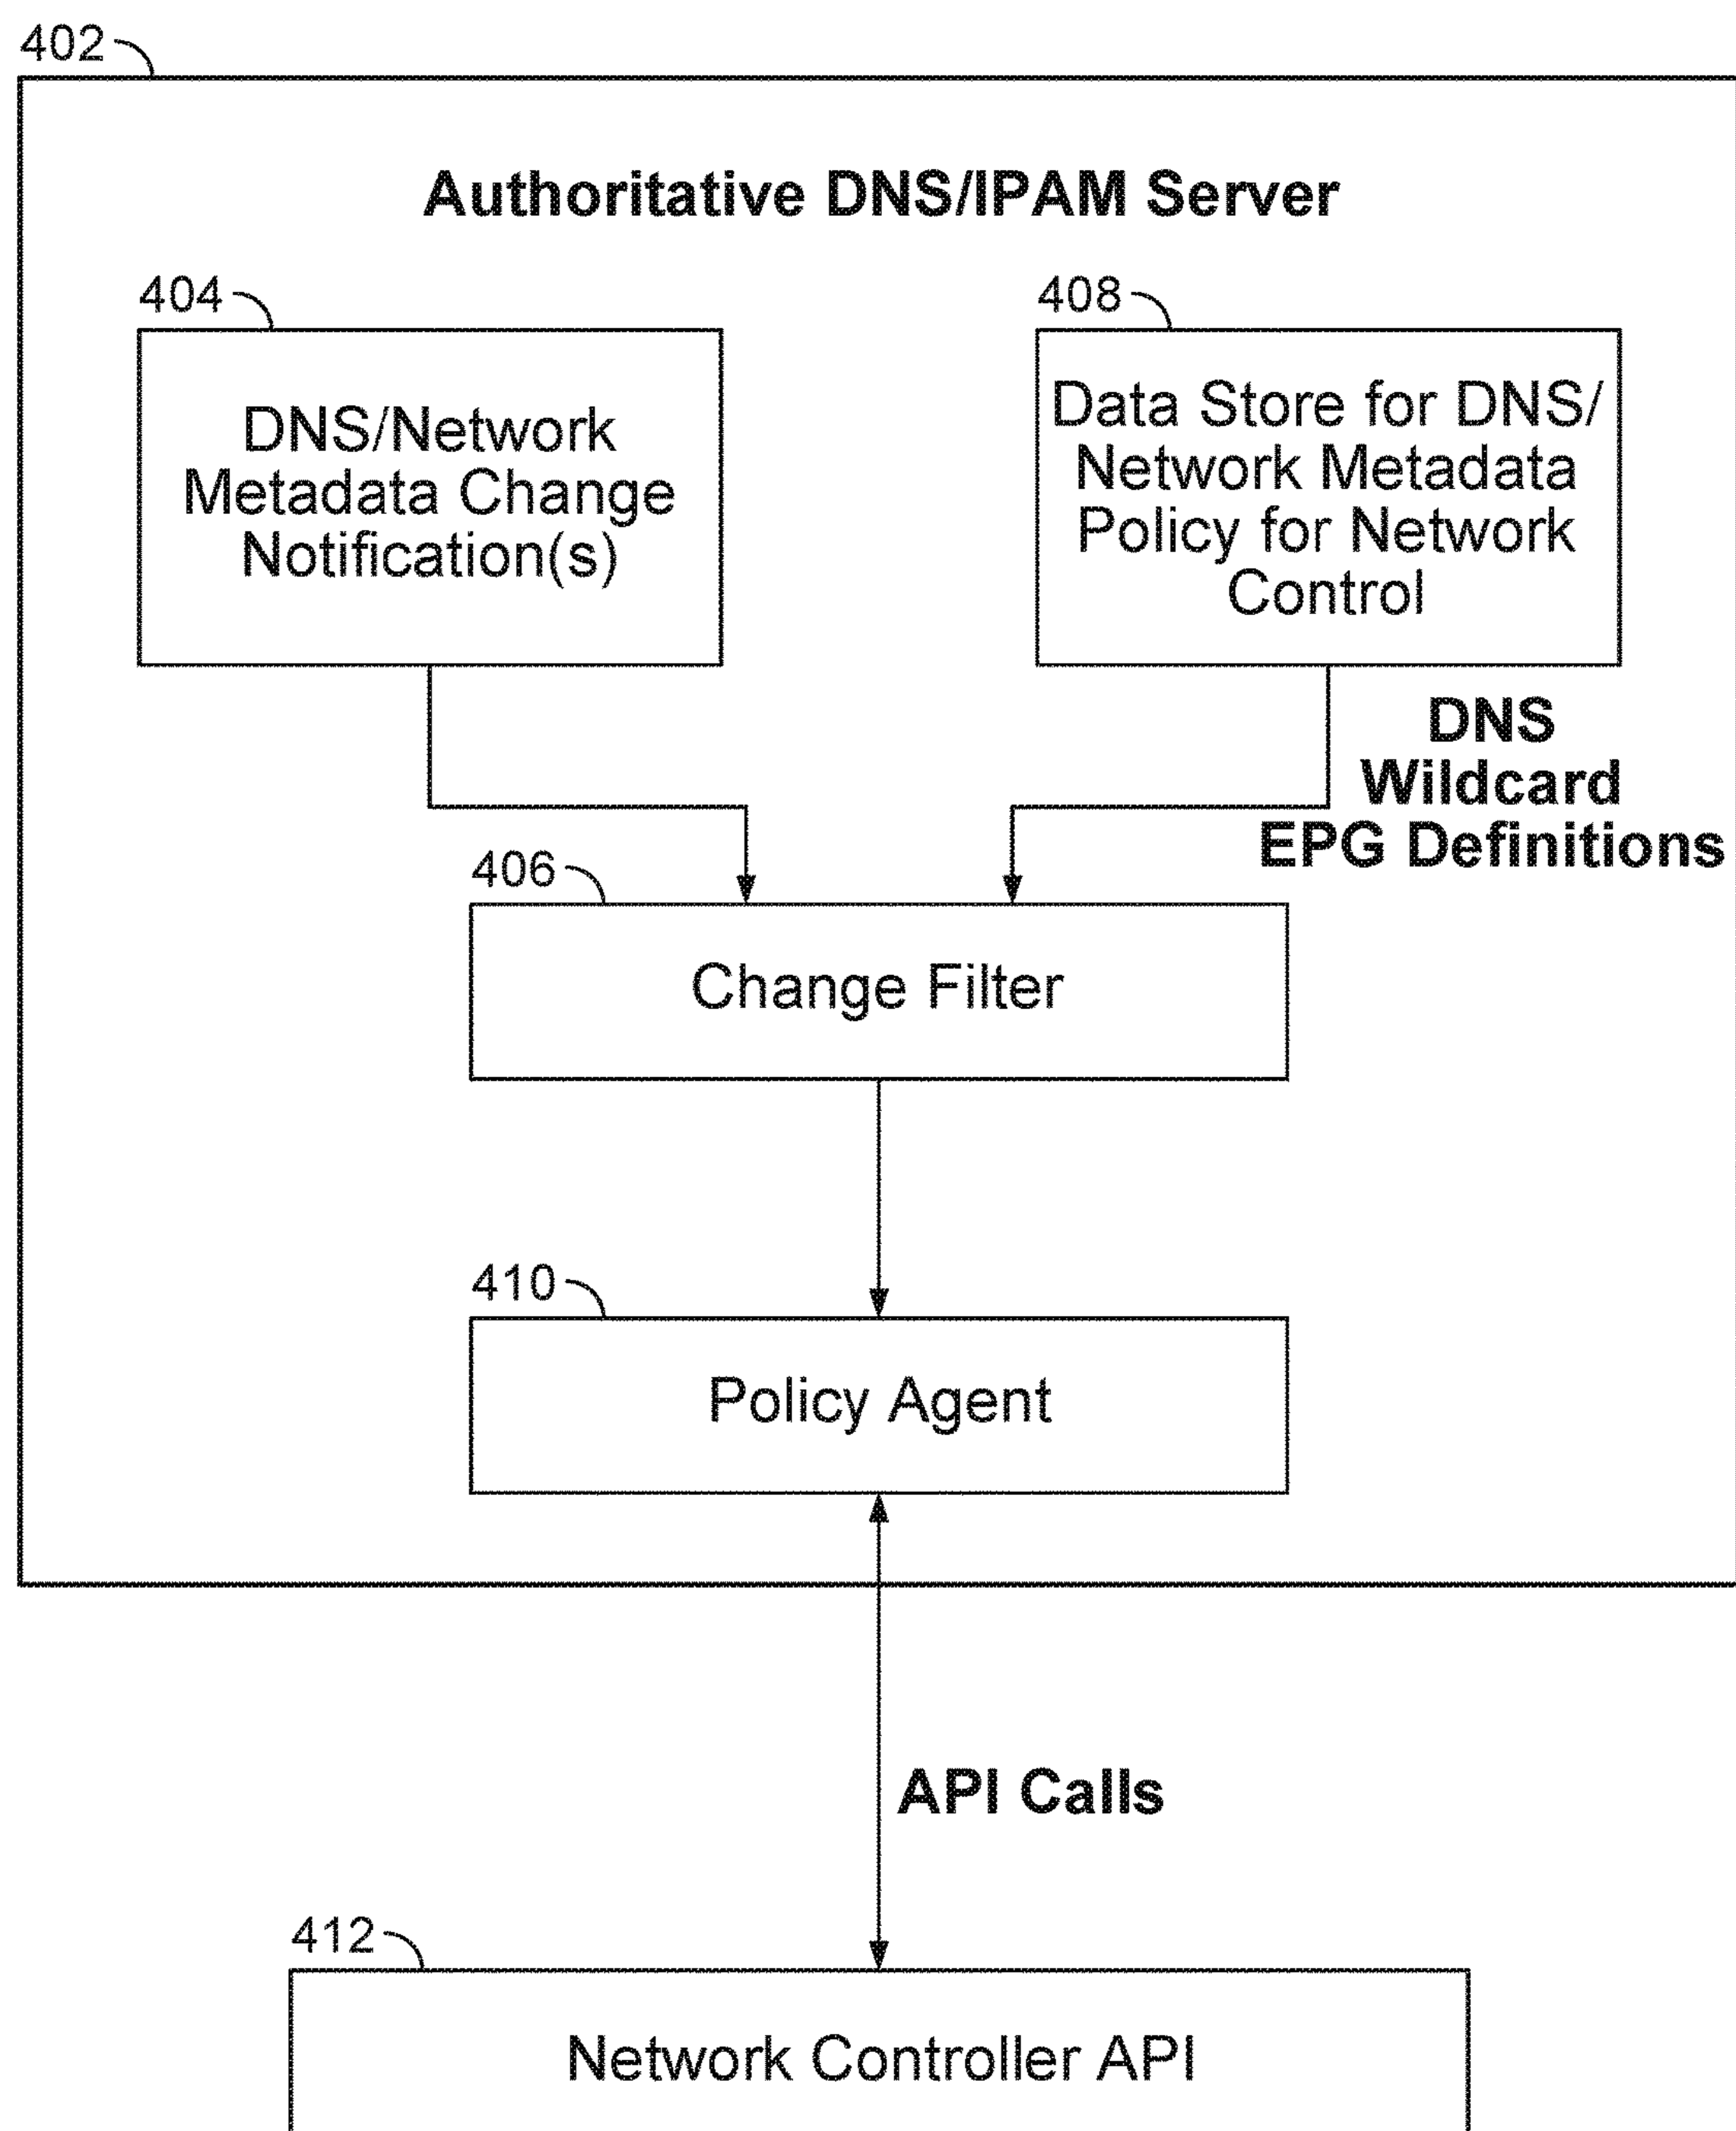 402
Authoritative DNS/IPAM Server
404
DNS/Network
Metadata Change
Notification(s)
408
Data Store for DNS/
Network Metadata
Policy for Network
Control
DNS
Wildcard
EPG Definitions
406
Change Filter
410
Policy Agent
API Calls
412
Network Controller API